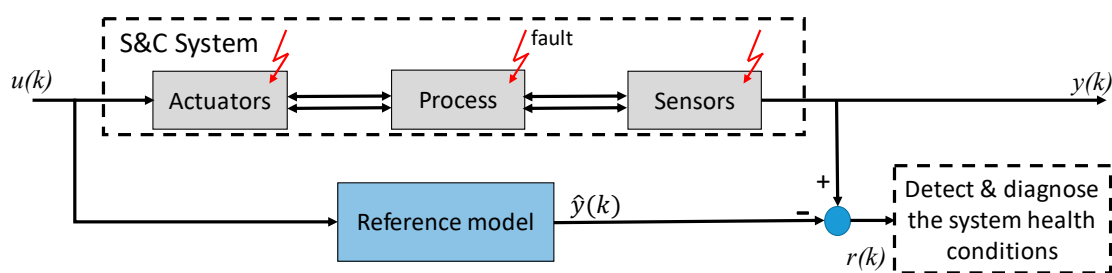 S&C System
fault
u(k)
Actuators
Process
Sensors
y(k)
+
Reference model
ŷ(k)
-
r(k)
Detect & diagnose
the system health
conditions